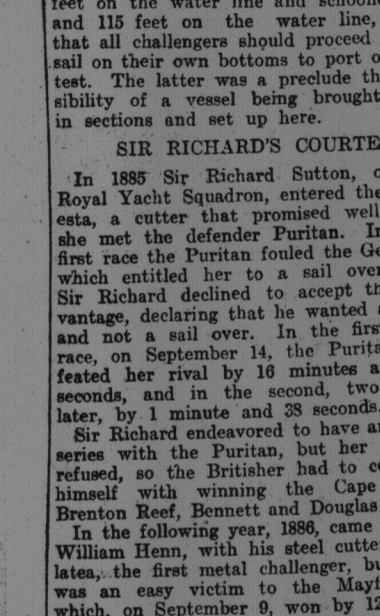 feet on the water line and schoone
and 115 feet on the water line,
that all challengers should proceed
sail on their own bottoms to port o
test. The latter was a preclude th
sibility of a vessel being brought
in sections and set up here.
SIR RICHARD'S COURTE
In 1885 Sir Richard Sutton, o
Royal Yacht Squadron, entered the
esta, a cutter that promised well
she met the defender Puritan. In
first race the Puritan fouled the Ge
which entitled her to a sail over
Sir Richard declined to accept th
vantage, declaring that he wanted a
and not a sail over. In the firs
race, on September 14, the Purita
feated her rival by 16 minutes a
seconds, and in the second, two
later, by 1 minute and 38 seconds.
Sir Richard endeavored to have an
series with the Puritan, but her
refused, so the Britisher had to co
himself with winning the Cape
Brenton Reef, Bennett and Douglas
In the following year, 1886, came
William Henn, with his steel cutte
latea, the first metal challenger, bu
was an easy victim to the Mayf
which, on September 9, won by 12